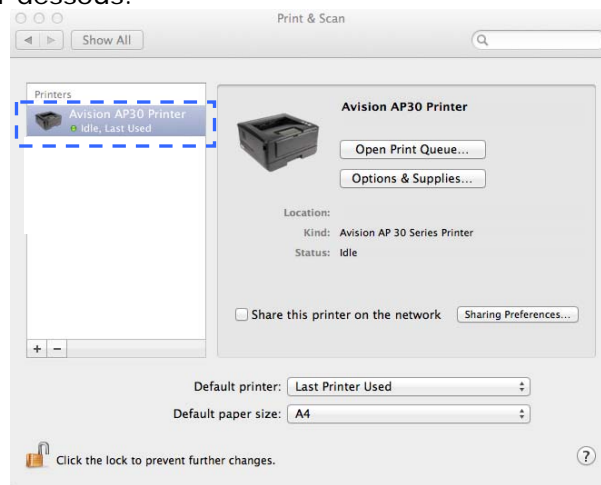 dessous.
Print & Scan
Show All
Printers
Avision AP30 Printer
Idle, Last Used
Avision AP30 Printer
Open Print Queue...
Options & Supplies...
Location:
Kind: Avision AP 30 Series Printer
Status: Idle
Share this printer on the network Sharing Preferences...
+ -
Default printer: Last Printer Used
Default paper size: A4
Click the lock to prevent further changes. ?